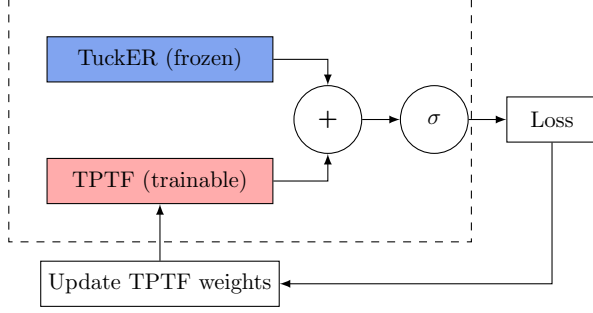 TuckER (frozen)
+
σ
Loss
TPTF (trainable)
Update TPTF weights